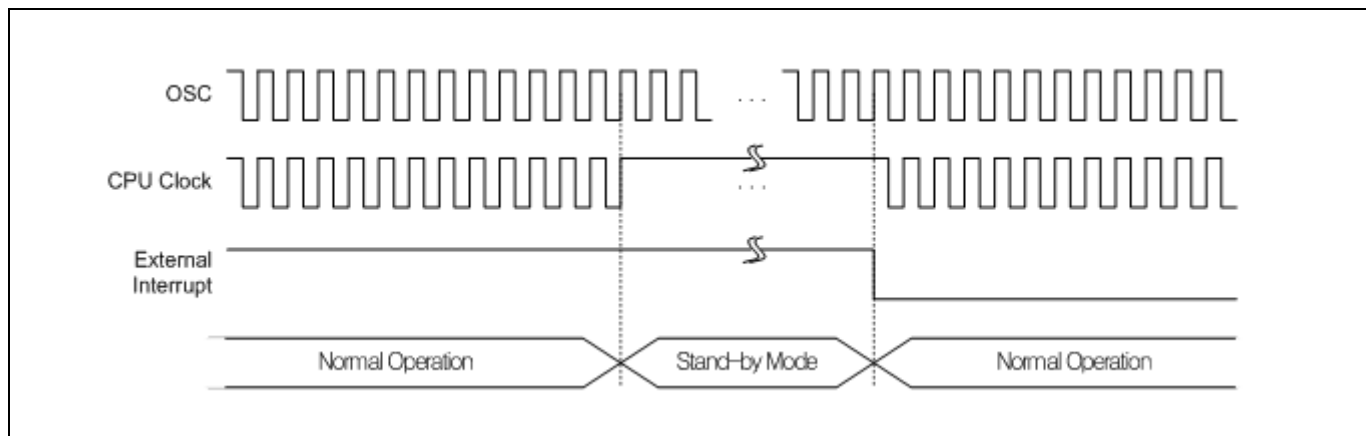 OSC
. . .
CPU Clock
. . .
External
Interrupt
Normal Operation
Stand-by Mode
Normal Operation